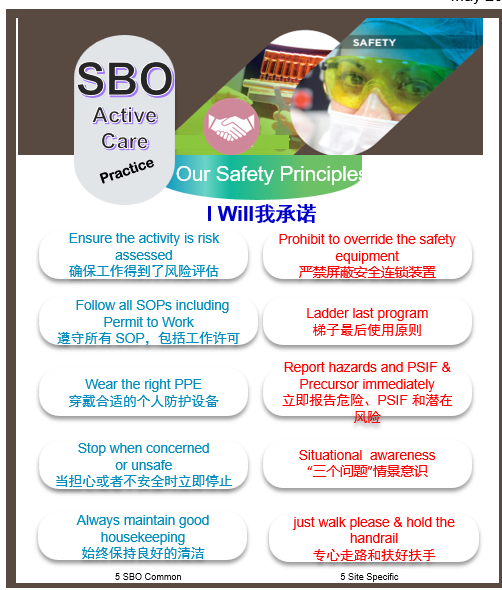 May 20
SAFETY
SBO
Active
Care
Practice
Our Safety Principles
I Will我承诺
Ensure the activity is risk
assessed
确保工作得到了风险评估
Prohibit to override the safety
equipment
严禁屏蔽安全连锁装置
Follow all SOPs including
Permit to Work
遵守所有 SOP，包括工作许可
Ladder last program
梯子最后使用原则
Wear the right PPE
穿戴合适的个人防护设备
Report hazards and PSIF &
Precursor immediately
立即报告危险、PSIF 和潜在
风险
Stop when concerned
or unsafe
当担心或者不安全时立即停止
Situational awareness
“三个问题”情景意识
Always maintain good
housekeeping
始终保持良好的清洁
just walk please & hold the
handrail
专心走路和扶好扶手
5 SBO Common
5 Site Specific